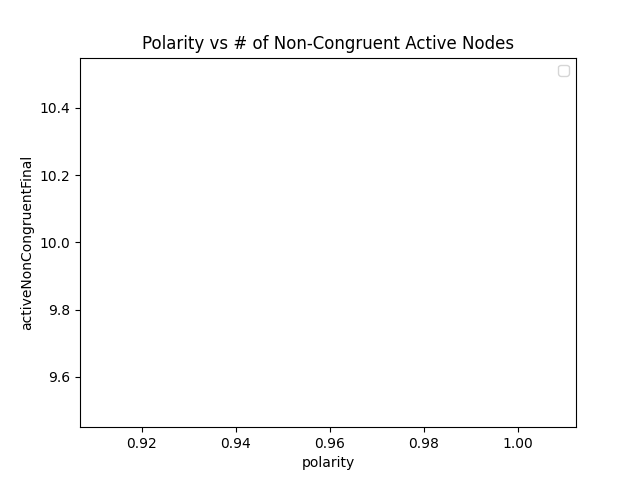 Polarity vs # of Non-Congruent Active Nodes
10.4
10.2
10.0
9.8
9.6
activeNonCongruentFinal
0.92 0.94 0.96 0.98 1.00
polarity